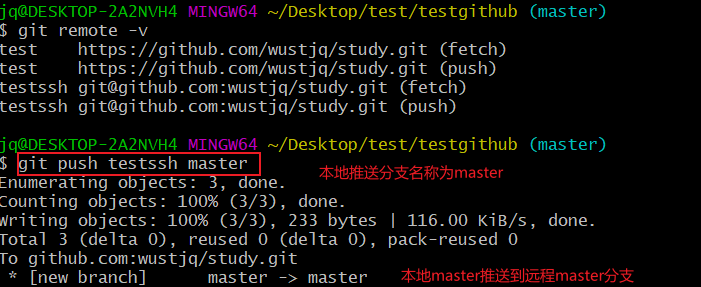 jq@DESKTOP-2A2NVH4 MINGW64 ~/Desktop/test/testgithub (master)
$ git remote -v
test    https://github.com/wustjq/study.git (fetch)
test    https://github.com/wustjq/study.git (push)
testssh git@github.com:wustjq/study.git (fetch)
testssh git@github.com:wustjq/study.git (push)
jq@DESKTOP-2A2NVH4 MINGW64 ~/Desktop/test/testgithub (master)
$ git push testssh master 本地推送分支名称为master
Enumerating objects: 3, done.
Counting objects: 100% (3/3), done.
Writing objects: 100% (3/3), 233 bytes | 116.00 KiB/s, done.
Total 3 (delta 0), reused 0 (delta 0), pack-reused 0
To github.com:wustjq/study.git
 * [new branch]      master -> master 本地master推送到远程master分支